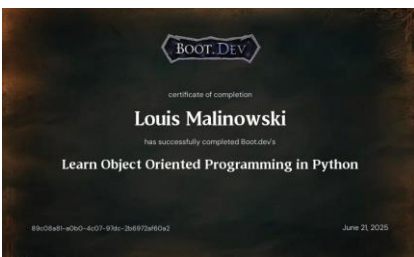 BOOT.DEV
certificate of completion
Louis Malinowski
has successfully completed Boot.dev's
Learn Object Oriented Programming in Python
June 21, 2025